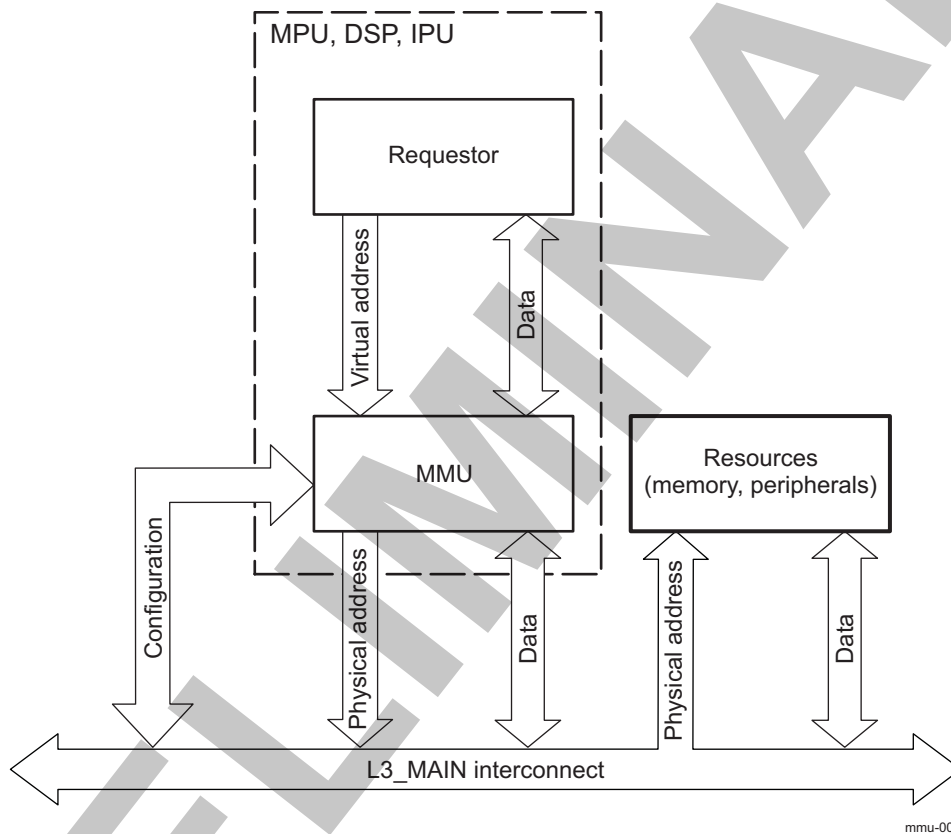 MPU, DSP, IPU
Requestor
Virtual address
Data
MMU
Resources
(memory, peripherals)
Configuration
Physical address
Data
Physical address
Data
L3_MAIN interconnect